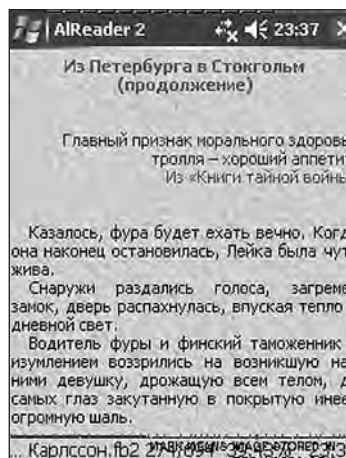 AlReader 2 23:37
Из Петербурга в Стокгольм
(продолжение)
Главный признак морального здоровь
тролля – хороший аппети
Из «Книги тайной войны
Казалось, фура будет ехать вечно. Когд
она наконец остановилась, Лейка была чут
жива.
Снаружи раздались голоса, загреме
замок, дверь распахнулась, впуская тепло
дневной свет.
Водитель фуры и финский таможенник
изумлением воззрились на возникшую на
ними девушку, дрожащую всем телом, д
самых глаз закутанную в покрытую инее
огромную шаль.
... Карлссон.fb2